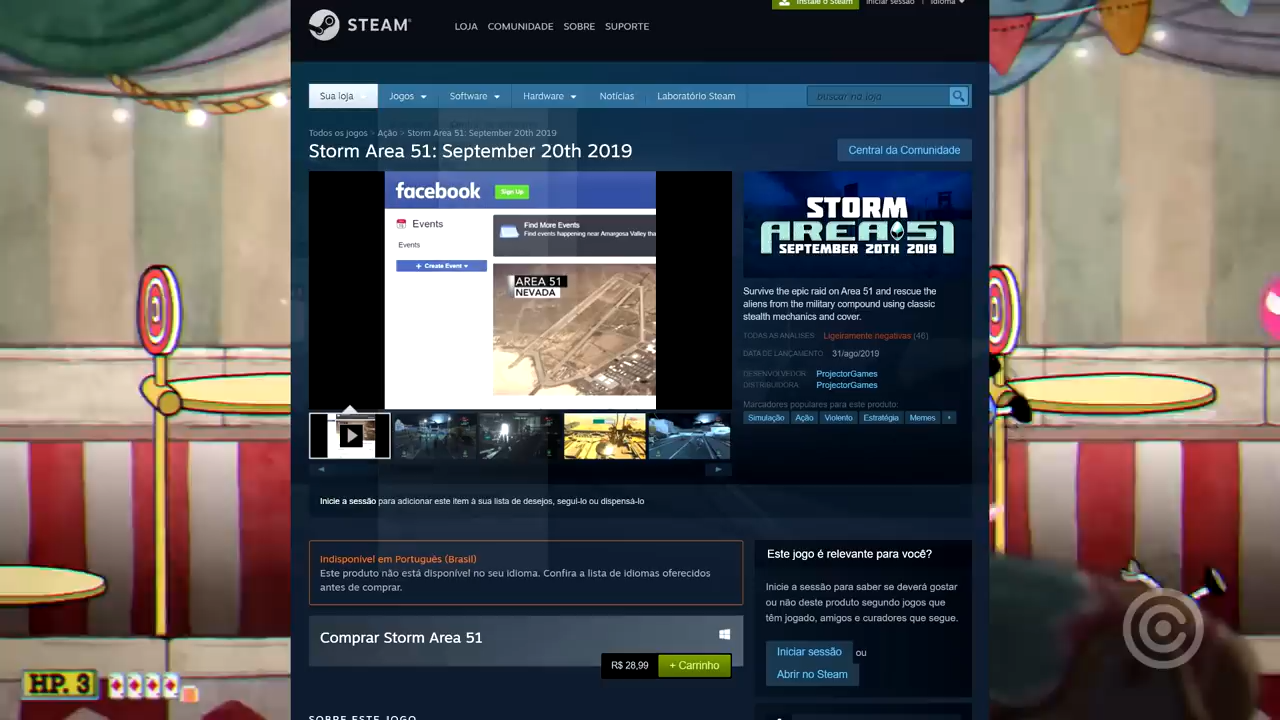 Instale o Steam
iniciar sessão | idioma
STEAM
LOJA COMUNIDADE SOBRE SUPORTE
Sua loja Jogos Software Hardware Notícias Laboratório Steam
buscar na loja
Todos os jogos > Ação > Storm Area 51: September 20th 2019
Storm Area 51: September 20th 2019
Central da Comunidade
facebook Sign Up
Events
Events
+ Create Event
Find More Events
Find events happening near Amargosa Valley
AREA 51
NEVADA
STORM
AREA 51
SEPTEMBER 20TH 2019
Survive the epic raid on Area 51 and rescue the
aliens from the military compound using classic
stealth mechanics and cover.
TODAS AS ANÁLISES: Ligeiramente negativas (46)
DATA DE LANÇAMENTO: 31/ago/2019
DESENVOLVEDOR: ProjectorGames
DISTRIBUIDORA: ProjectorGames
Marcadores populares para este produto:
Simulação Ação Violento Estratégia Memes +
Inicie a sessão para adicionar este item à sua lista de desejos, segui-lo ou dispensá-lo
Indisponível em Português (Brasil)
Este produto não está disponível no seu idioma. Confira a lista de idiomas oferecidos
antes de comprar.
Comprar Storm Area 51
R$ 28,99 + Carrinho
Este jogo é relevante para você?
Inicie a sessão para saber se deverá gostar
ou não deste produto segundo jogos que
têm jogado, amigos e curadores que segue.
Iniciar sessão ou
Abrir no Steam
SOBRE ESTE JOGO
HP. 3